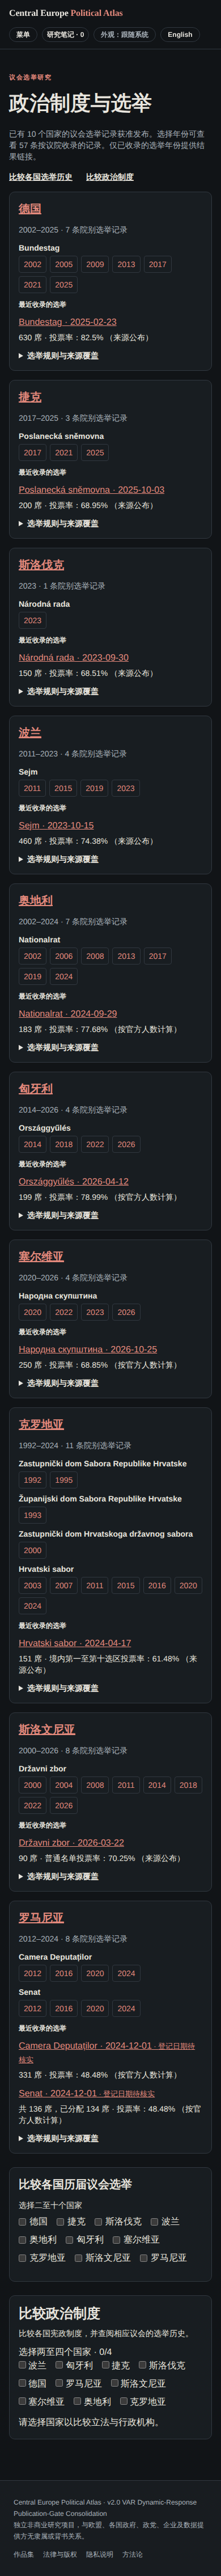 Central Europe Political Atlas
菜单
研究笔记 · 0
外观：跟随系统
English
议会选举研究
政治制度与选举
已有 10 个国家的议会选举记录获准发布。选择年份可查
看 57 条按议院收录的记录。仅已收录的选举年份提供结
果链接。
比较各国选举历史
比较政治制度
德国
2002–2025 · 7 条院别选举记录
Bundestag
2002
2005
2009
2013
2017
2021
2025
最近收录的选举
Bundestag · 2025-02-23
630 席 · 投票率：82.5% （来源公布）
▶ 选举规则与来源覆盖
捷克
2017–2025 · 3 条院别选举记录
Poslanecká sněmovna
2017
2021
2025
最近收录的选举
Poslanecká sněmovna · 2025-10-03
200 席 · 投票率：68.95% （来源公布）
▶ 选举规则与来源覆盖
斯洛伐克
2023 · 1 条院别选举记录
Národná rada
2023
最近收录的选举
Národná rada · 2023-09-30
150 席 · 投票率：68.51% （来源公布）
▶ 选举规则与来源覆盖
波兰
2011–2023 · 4 条院别选举记录
Sejm
2011
2015
2019
2023
最近收录的选举
Sejm · 2023-10-15
460 席 · 投票率：74.38% （来源公布）
▶ 选举规则与来源覆盖
奥地利
2002–2024 · 7 条院别选举记录
Nationalrat
2002
2006
2008
2013
2017
2019
2024
最近收录的选举
Nationalrat · 2024-09-29
183 席 · 投票率：77.68% （按官方人数计算）
▶ 选举规则与来源覆盖
匈牙利
2014–2026 · 4 条院别选举记录
Országgyűlés
2014
2018
2022
2026
最近收录的选举
Országgyűlés · 2026-04-12
199 席 · 投票率：78.99% （按官方人数计算）
▶ 选举规则与来源覆盖
塞尔维亚
2020–2026 · 4 条院别选举记录
Народна скупштина
2020
2022
2023
2026
最近收录的选举
Народна скупштина · 2026-10-25
250 席 · 投票率：68.85% （按官方人数计算）
▶ 选举规则与来源覆盖
克罗地亚
1992–2024 · 11 条院别选举记录
Zastupnički dom Sabora Republike Hrvatske
1992
1995
Županijski dom Sabora Republike Hrvatske
1993
Zastupnički dom Hrvatskoga državnog sabora
2000
Hrvatski sabor
2003
2007
2011
2015
2016
2020
2024
最近收录的选举
Hrvatski sabor · 2024-04-17
151 席 · 境内第一至第十选区投票率：61.48% （来
源公布）
▶ 选举规则与来源覆盖
斯洛文尼亚
2000–2026 · 8 条院别选举记录
Državni zbor
2000
2004
2008
2011
2014
2018
2022
2026
最近收录的选举
Državni zbor · 2026-03-22
90 席 · 普通名单投票率：70.25% （来源公布）
▶ 选举规则与来源覆盖
罗马尼亚
2012–2024 · 8 条院别选举记录
Camera Deputaților
2012
2016
2020
2024
Senat
2012
2016
2020
2024
最近收录的选举
Camera Deputaților · 2024-12-01 · 登记日期待
核实
331 席 · 投票率：48.48% （按官方人数计算）
Senat · 2024-12-01 · 登记日期待核实
共 136 席，已分配 134 席 · 投票率：48.48% （按官
方人数计算）
▶ 选举规则与来源覆盖
比较各国历届议会选举
选择二至十个国家
德国 捷克 斯洛伐克 波兰
奥地利 匈牙利 塞尔维亚
克罗地亚 斯洛文尼亚 罗马尼亚
比较政治制度
比较各国宪政制度，并查阅相应议会的选举历史。
选择两至四个国家 · 0/4
波兰 匈牙利 捷克 斯洛伐克
德国 罗马尼亚 斯洛文尼亚
塞尔维亚 奥地利 克罗地亚
请选择国家以比较立法与行政机构。
Central Europe Political Atlas · v2.0 VAR Dynamic-Response
Publication-Gate Consolidation
独立非商业研究项目，与欧盟、各国政府、政党、企业及数据提
供方无隶属或背书关系。
作品集 法律与版权 隐私说明 方法论